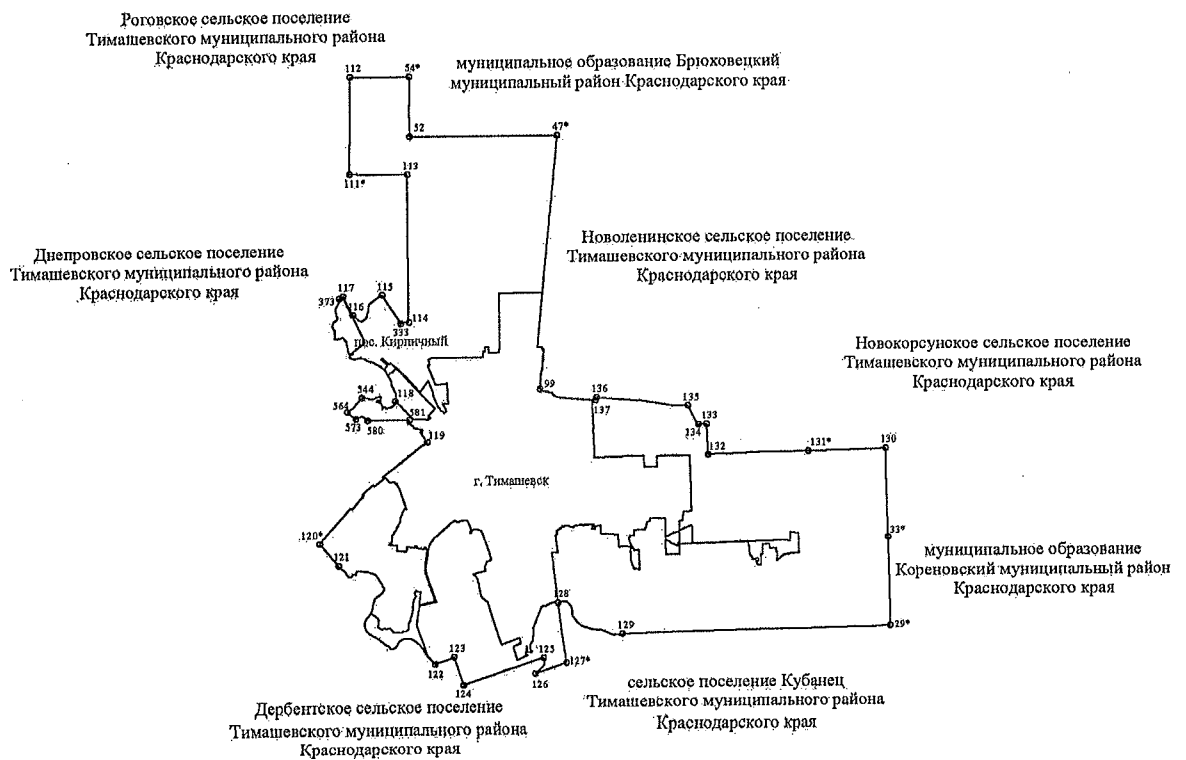 Роговское сельское поселение
Тимашевского муниципального района
Краснодарского края
112
54*
муниципальное образование Брюховецкий
муниципальный район Краснодарского края
52
47*
111*
113
Днепровское сельское поселение
Тимашевского муниципального района
Краснодарского края
Новоленинское сельское поселение
Тимашевского муниципального района
Краснодарского края
373
117
115
116
333
114
пос. Кирпичный
Новокорсунское сельское поселение
Тимашевского муниципального района
Краснодарского края
99
136
137
135
133
134
544
118
564
573
580
581
119
132
131*
130
г. Тимашевск
120*
121
33*
муниципальное образование
Кореновский муниципальный район
Краснодарского края
128
129
29*
123
122
124
125
126
127*
сельское поселение Кубанец
Тимашевского муниципального района
Краснодарского края
Дербентское сельское поселение
Тимашевского муниципального района
Краснодарского края